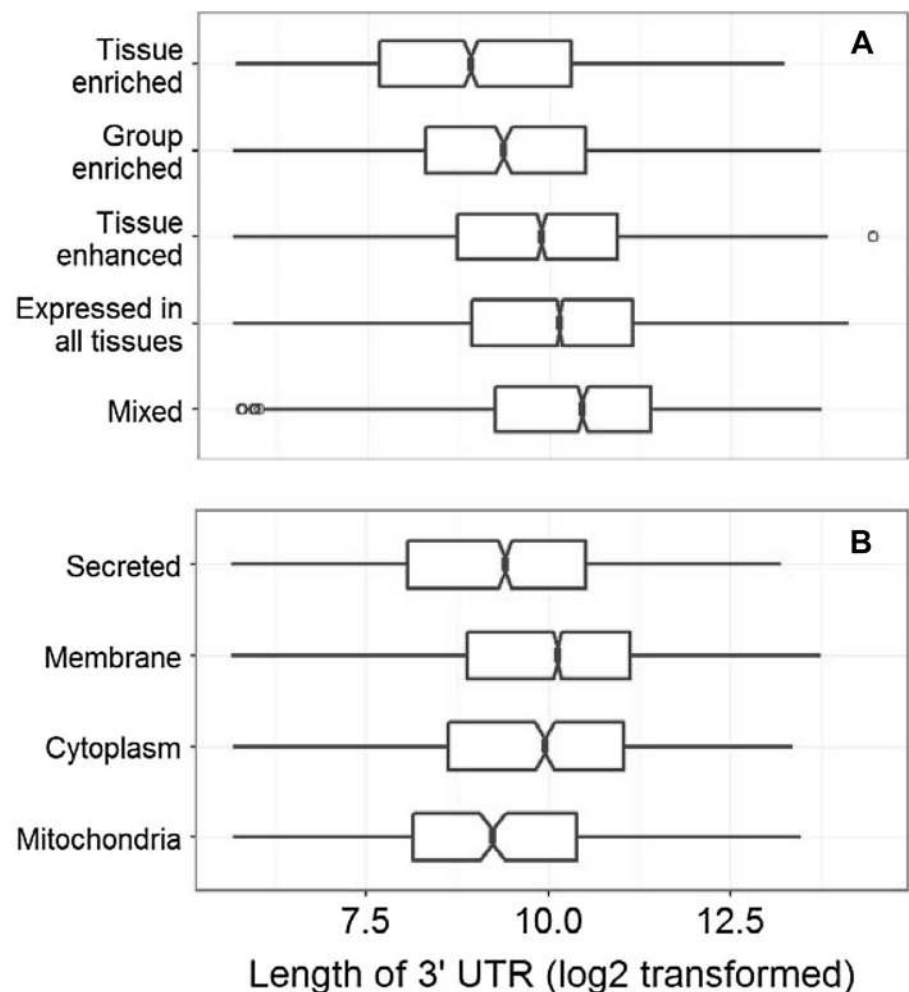 A
Tissue
enriched
Group
enriched
Tissue
enhanced
Expressed in
all tissues
Mixed
B
Secreted
Membrane
Cytoplasm
Mitochondria
7.5 10.0 12.5
Length of 3' UTR (log2 transformed)